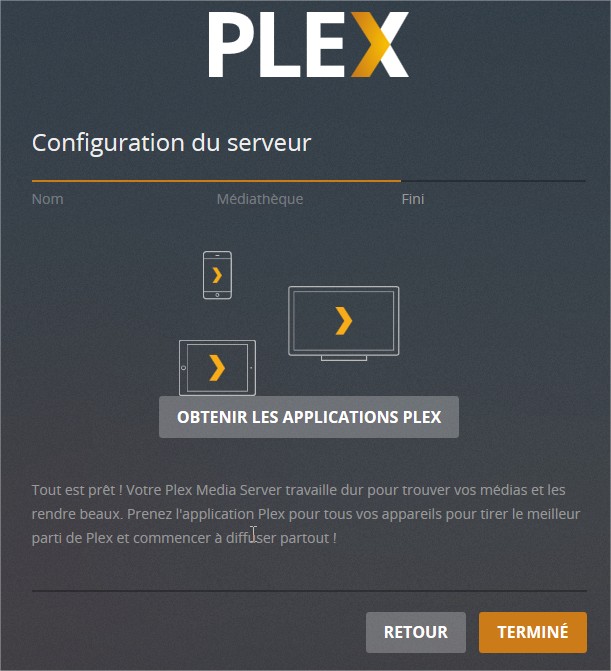 PLEX
Configuration du serveur
Nom Médiathèque Fini
OBTENIR LES APPLICATIONS PLEX
Tout est prêt ! Votre Plex Media Server travaille dur pour trouver vos médias et les
rendre beaux. Prenez l'application Plex pour tous vos appareils pour tirer le meilleur
parti de Plex et commencer à diffuser partout !
RETOUR TERMINÉ